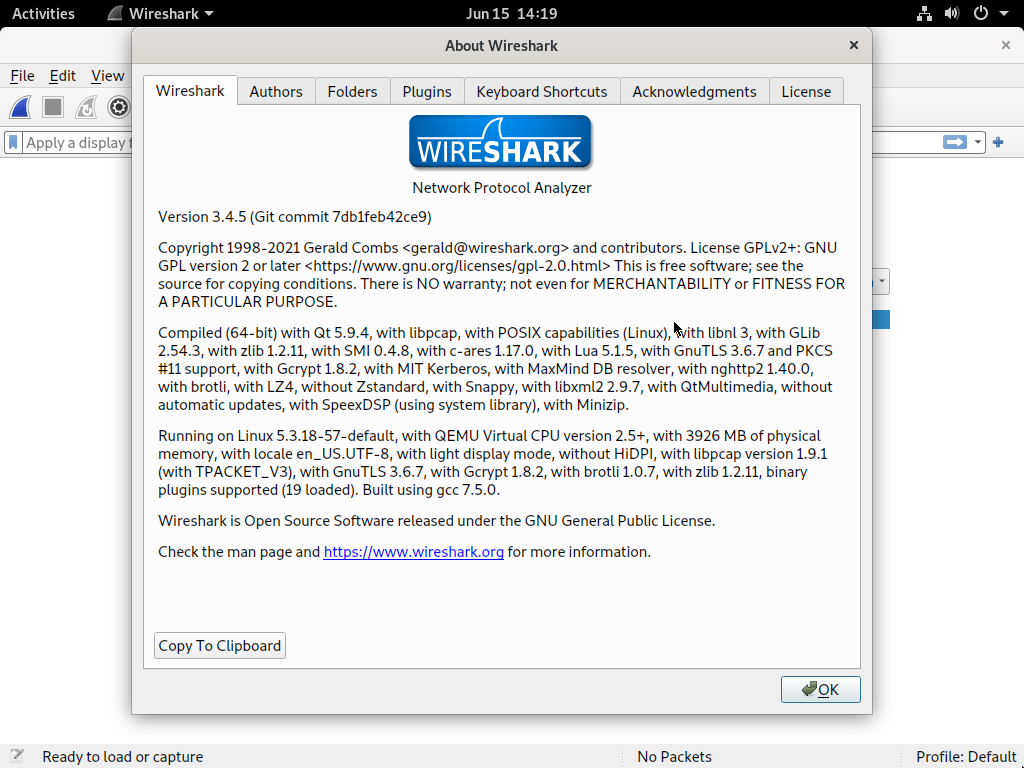 Activities Wireshark Jun 15 14:19
About Wireshark
File Edit View
Wireshark Authors Folders Plugins Keyboard Shortcuts Acknowledgments License
Apply a display f
WIRESHARK
Network Protocol Analyzer
Version 3.4.5 (Git commit 7db1feb42ce9)
Copyright 1998-2021 Gerald Combs <gerald@wireshark.org> and contributors. License GPLv2+: GNU
GPL version 2 or later <https://www.gnu.org/licenses/gpl-2.0.html> This is free software; see the
source for copying conditions. There is NO warranty; not even for MERCHANTABILITY or FITNESS FOR
A PARTICULAR PURPOSE.
Compiled (64-bit) with Qt 5.9.4, with libpcap, with POSIX capabilities (Linux), with libnl 3, with GLib
2.54.3, with zlib 1.2.11, with SMI 0.4.8, with c-ares 1.17.0, with Lua 5.1.5, with GnuTLS 3.6.7 and PKCS
#11 support, with Gcrypt 1.8.2, with MIT Kerberos, with MaxMind DB resolver, with nghttp2 1.40.0,
with brotli, with LZ4, without Zstandard, with Snappy, with libxml2 2.9.7, with QtMultimedia, without
automatic updates, with SpeexDSP (using system library), with Minizip.
Running on Linux 5.3.18-57-default, with QEMU Virtual CPU version 2.5+, with 3926 MB of physical
memory, with locale en_US.UTF-8, with light display mode, without HiDPI, with libpcap version 1.9.1
(with TPACKET_V3), with GnuTLS 3.6.7, with Gcrypt 1.8.2, with brotli 1.0.7, with zlib 1.2.11, binary
plugins supported (19 loaded). Built using gcc 7.5.0.
Wireshark is Open Source Software released under the GNU General Public License.
Check the man page and https://www.wireshark.org for more information.
Copy To Clipboard
OK
Ready to load or capture No Packets Profile: Default